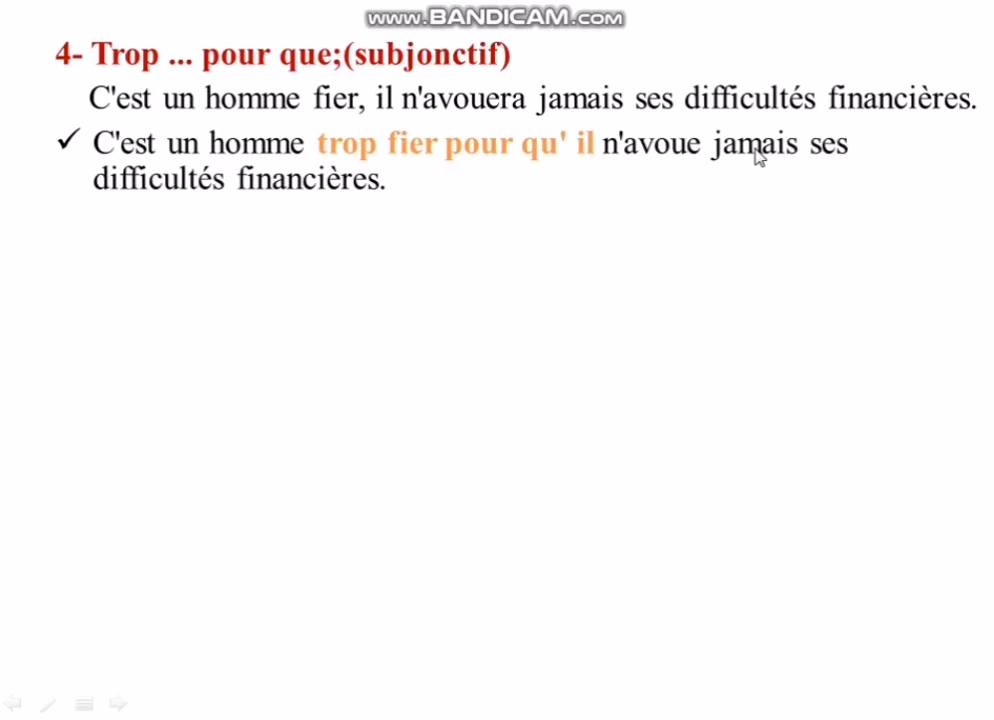 www.BANDICAM.com
4- Trop ... pour que;(subjonctif)
C'est un homme fier, il n'avouera jamais ses difficultés financières.
✓ C'est un homme trop fier pour qu' il n'avoue jamais ses
difficultés financières.